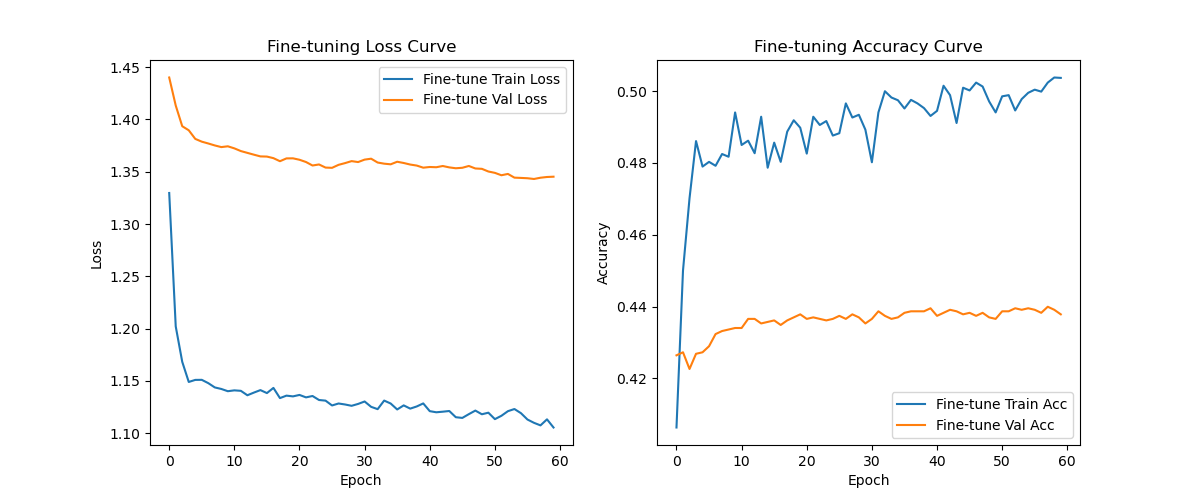 Fine-tuning Loss Curve
1.45
1.40
1.35
1.30
1.25
1.20
1.15
1.10
Loss
0
10
20
30
40
50
60
Epoch
Fine-tune Train Loss
Fine-tune Val Loss
Fine-tuning Accuracy Curve
0.50
0.48
0.46
0.44
0.42
Accuracy
0
10
20
30
40
50
60
Epoch
Fine-tune Train Acc
Fine-tune Val Acc